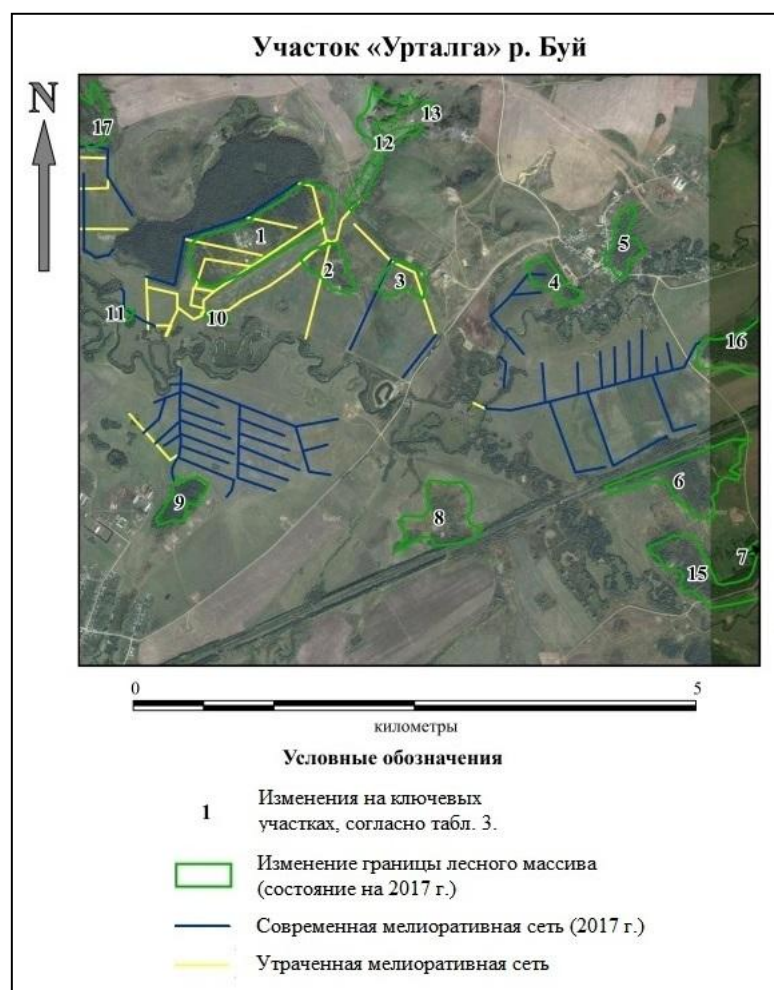 Участок «Урталга» р. Буй
N
17
13
12
1
5
2
3
4
11
10
16
6
9
8
7
15
0 5
километры
Условные обозначения
1 Изменения на ключевых
участках, согласно табл. 3.
Изменение границы лесного массива
(состояние на 2017 г.)
Современная мелиоративная сеть (2017 г.)
Утраченная мелиоративная сеть